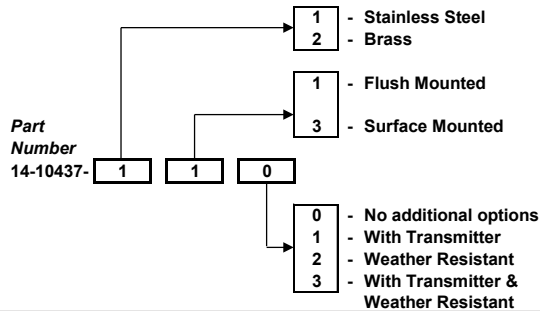 1 - Stainless Steel
2 - Brass
1 - Flush Mounted
3 - Surface Mounted
Part
Number
14-10437- 1 1 0
0 - No additional options
1 - With Transmitter
2 - Weather Resistant
3 - With Transmitter &
Weather Resistant